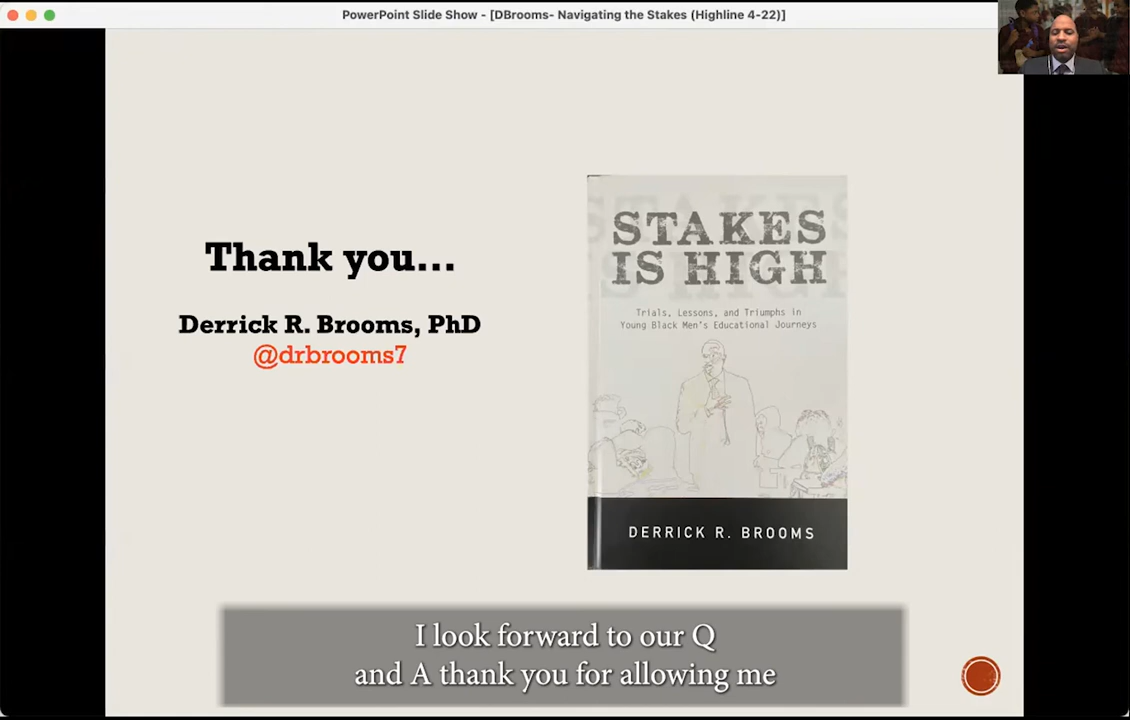 PowerPoint Slide Show - [DBrooms- Navigating the Stakes (Highline 4-22)]
Thank you...
Derrick R. Brooms, PhD
@drbrooms7
STAKES
IS HIGH
Trials, Lessons, and Triumphs in
Young Black Men's Educational Journeys
DERRICK R. BROOMS
I look forward to our Q
and A thank you for allowing me